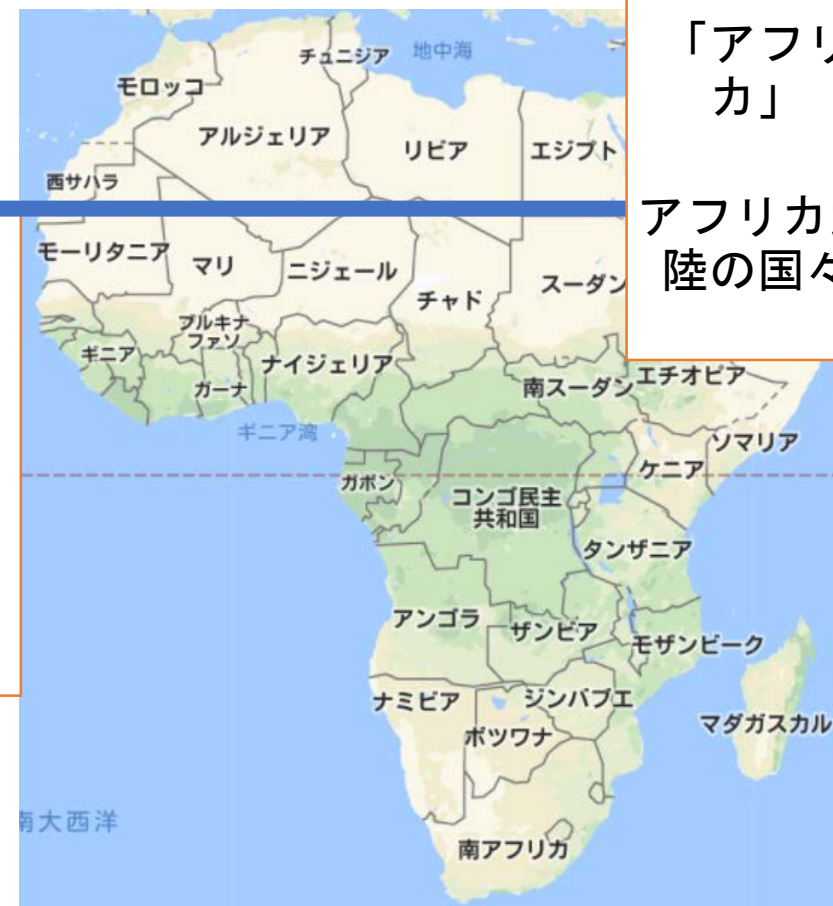 「アフリ
カ」
アフリカ
陸の国々
チュニジア
地中海
モロッコ
アルジェリア
リビア
エジプト
西サハラ
モーリタニア
マリ
ニジェール
チャド
スーダン
ブルキナ
ファソ
ギニア
ナイジェリア
ガーナ
南スーダン
エチオピア
ギニア湾
ソマリア
ケニア
ガボン
コンゴ民主
共和国
タンザニア
アンゴラ
ザンビア
モザンビーク
ナミビア
ジンバブエ
ボツワナ
マダガスカル
南大西洋
南アフリカ